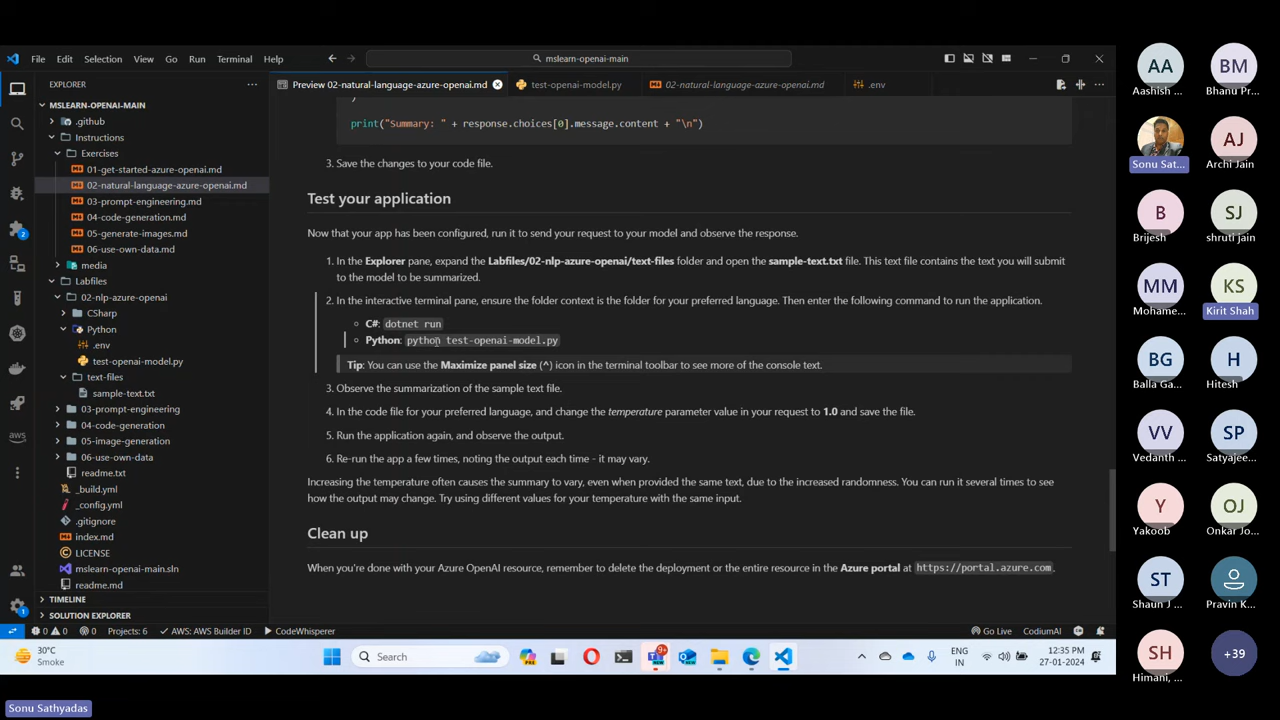 File Edit Selection View Go Run Terminal Help
mslearn-openai-main
EXPLORER
Preview 02-natural-language-azure-openai.md
test-openai-model.py
02-natural-language-azure-openai.md
.env
MSLEARN-OPENAI-MAIN
.github
Instructions
Exercises
01-get-started-azure-openai.md
02-natural-language-azure-openai.md
03-prompt-engineering.md
04-code-generation.md
05-generate-images.md
06-use-own-data.md
media
Labfiles
02-nlp-azure-openai
CSharp
Python
.env
test-openai-model.py
text-files
sample-text.txt
03-prompt-engineering
04-code-generation
05-image-generation
06-use-own-data
readme.txt
_build.yml
_config.yml
.gitignore
index.md
LICENSE
mslearn-openai-main.sln
readme.md
TIMELINE
SOLUTION EXPLORER
)
print("Summary: " + response.choices[0].message.content + "\n")
3. Save the changes to your code file.
Test your application
Now that your app has been configured, run it to send your request to your model and observe the response.
1. In the Explorer pane, expand the Labfiles/02-nlp-azure-openai/text-files folder and open the sample-text.txt file. This text file contains the text you will submit
to the model to be summarized.
2. In the interactive terminal pane, ensure the folder context is the folder for your preferred language. Then enter the following command to run the application.
C#: dotnet run
Python: python test-openai-model.py
Tip: You can use the Maximize panel size (^) icon in the terminal toolbar to see more of the console text.
3. Observe the summarization of the sample text file.
4. In the code file for your preferred language, and change the temperature parameter value in your request to 1.0 and save the file.
5. Run the application again, and observe the output.
6. Re-run the app a few times, noting the output each time - it may vary.
Increasing the temperature often causes the summary to vary, even when provided the same text, due to the increased randomness. You can run it several times to see
how the output may change. Try using different values for your temperature with the same input.
Clean up
When you're done with your Azure OpenAI resource, remember to delete the deployment or the entire resource in the Azure portal at https://portal.azure.com.
2
1
0 0 0 Projects: 6 AWS: AWS Builder ID CodeWhisperer
Go Live CodiumAI
30°C
Smoke
Search
9+
ENG
IN
12:35 PM
27-01-2024
AA
Aashish ...
BM
Bhanu Pr...
Sonu Sat...
AJ
Archi Jain
B
Brijesh
SJ
shruti jain
MM
Mohame...
KS
Kirit Shah
BG
Balla Ga...
H
Hitesh
VV
Vedanth ...
SP
Satyajee...
Y
Yakoob
OJ
Onkar Jo...
ST
Shaun J ...
Pravin K...
SH
Himani, ...
+39
Sonu Sathyadas